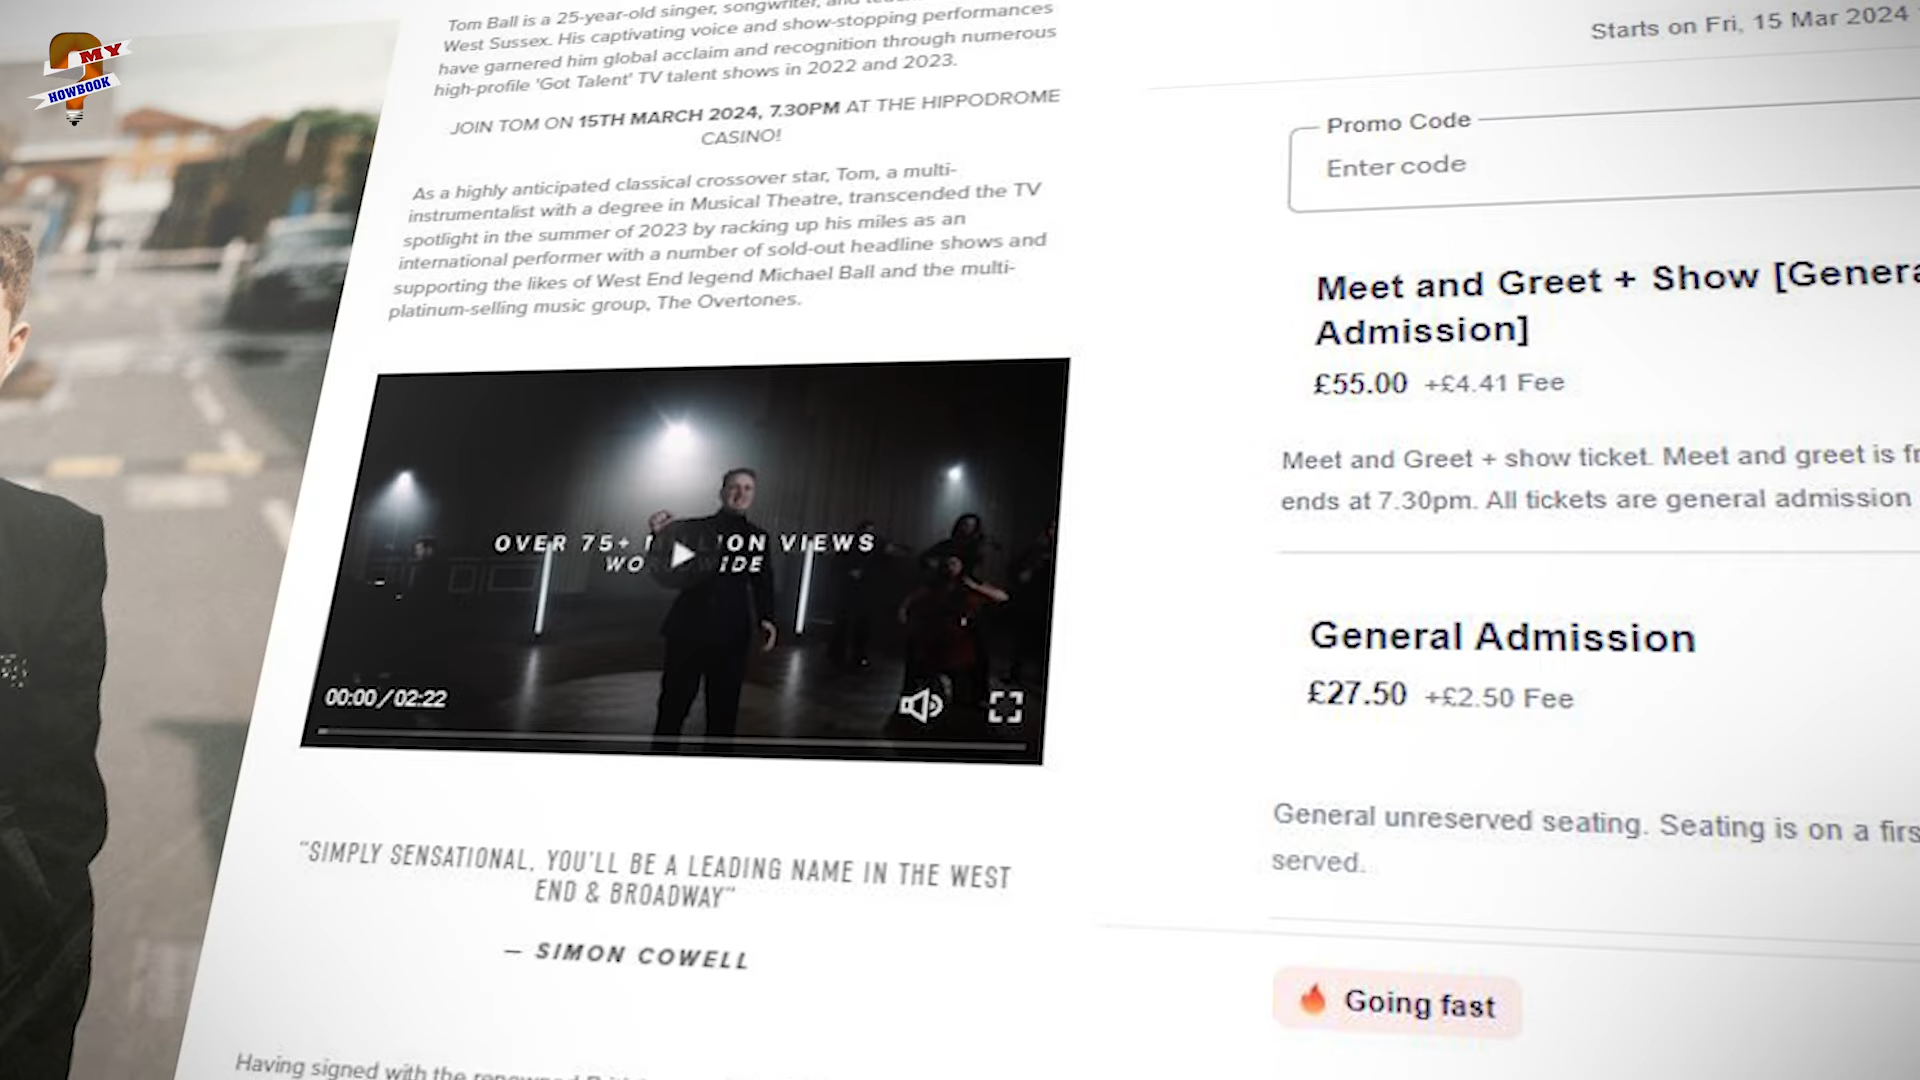 MY
HOWBOOK
Tom Ball is a 25-year-old singer, songwriter, and
West Sussex. His captivating voice and show-stopping performances
have garnered him global acclaim and recognition through numerous
high-profile 'Got Talent' TV talent shows in 2022 and 2023.
JOIN TOM ON 15TH MARCH 2024, 7.30PM AT THE HIPPODROME
CASINO!
As a highly anticipated classical crossover star, Tom, a multi-
instrumentalist with a degree in Musical Theatre, transcended the TV
spotlight in the summer of 2023 by racking up his miles as an
international performer with a number of sold-out headline shows and
supporting the likes of West End legend Michael Ball and the multi-
platinum-selling music group, The Overtones.
OVER 75+ VIEWS
00:00/02:22
"SIMPLY SENSATIONAL, YOU'LL BE A LEADING NAME IN THE WEST
END & BROADWAY"
— SIMON COWELL
Having signed with the renowned
Starts on Fri, 15 Mar 2024
Promo Code
Enter code
Meet and Greet + Show [Genera
Admission]
£55.00 +£4.41 Fee
Meet and Greet + show ticket. Meet and greet is fr
ends at 7.30pm. All tickets are general admission
General Admission
£27.50 +£2.50 Fee
General unreserved seating. Seating is on a firs
served.
Going fast